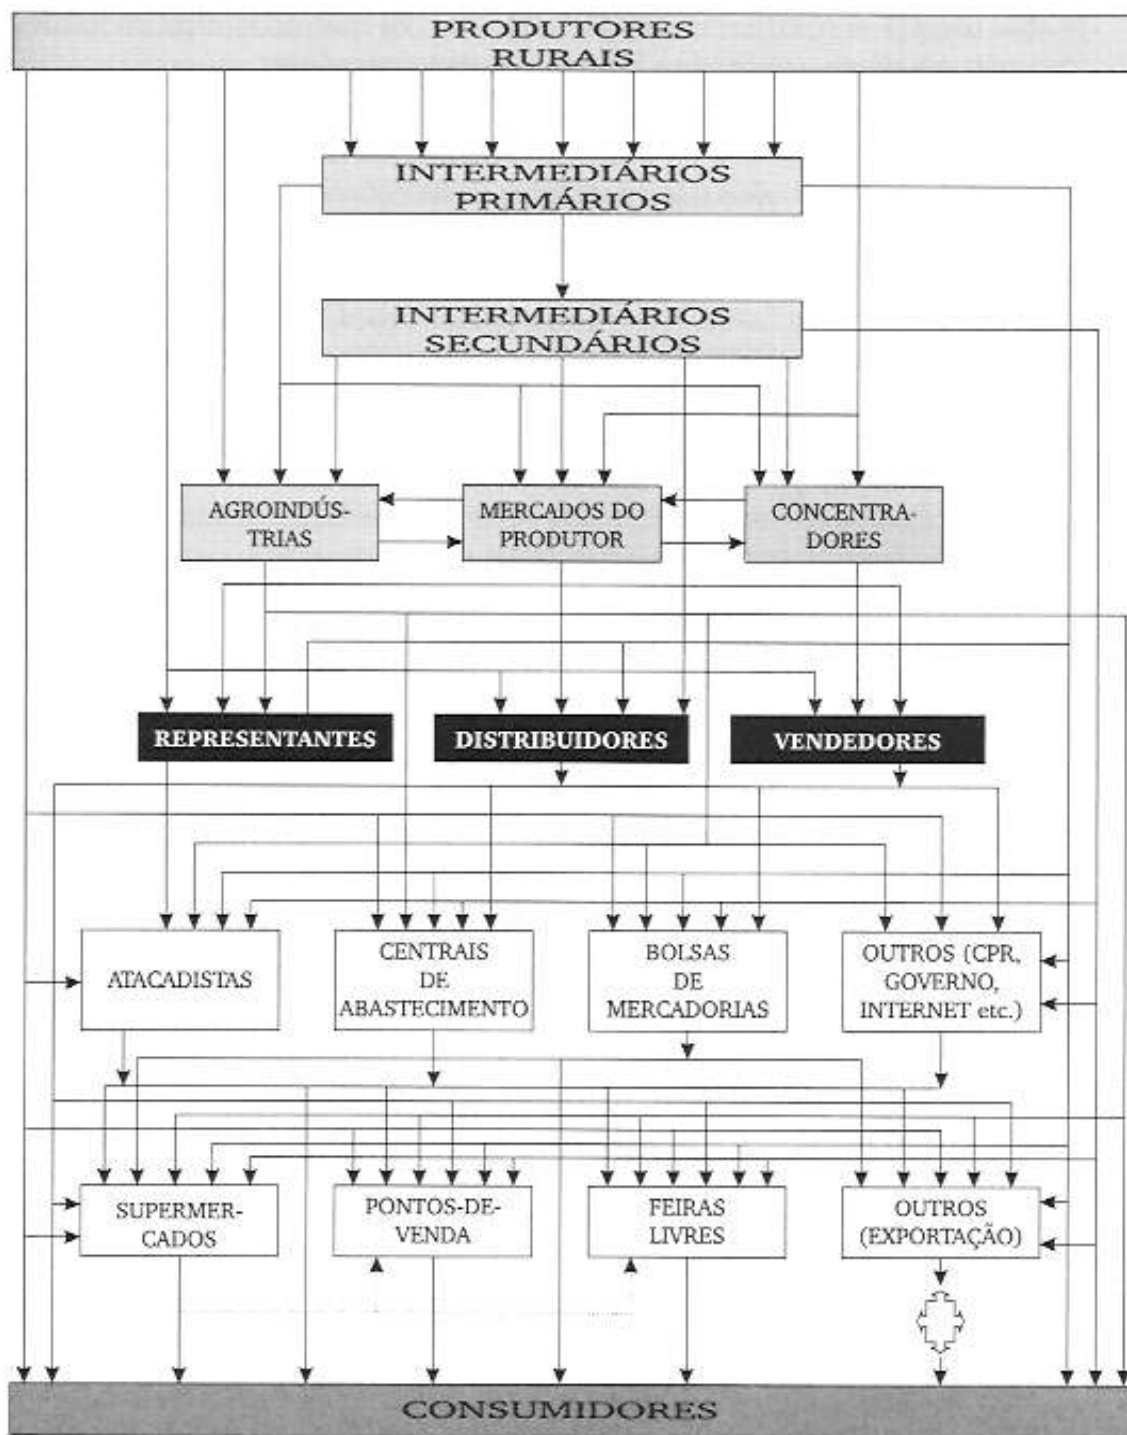 PRODUTORES
RURAIS
INTERMEDIÁRIOS
PRIMÁRIOS
INTERMEDIÁRIOS
SECUNDÁRIOS
AGROINDÚS-
TRIAS
MERCADOS DO
PRODUTOR
CONCENTRA-
DORES
REPRESENTANTES
DISTRIBUIDORES
VENDEDORES
ATACADISTAS
CENTRAIS
DE
ABASTECIMENTO
BOLSAS
DE
MERCADORIAS
OUTROS (CPR,
GOVERNO,
INTERNET etc.)
SUPERMER-
CADOS
PONTOS-DE-
VENDA
FEIRAS
LIVRES
OUTROS
(EXPORTAÇÃO)
CONSUMIDORES